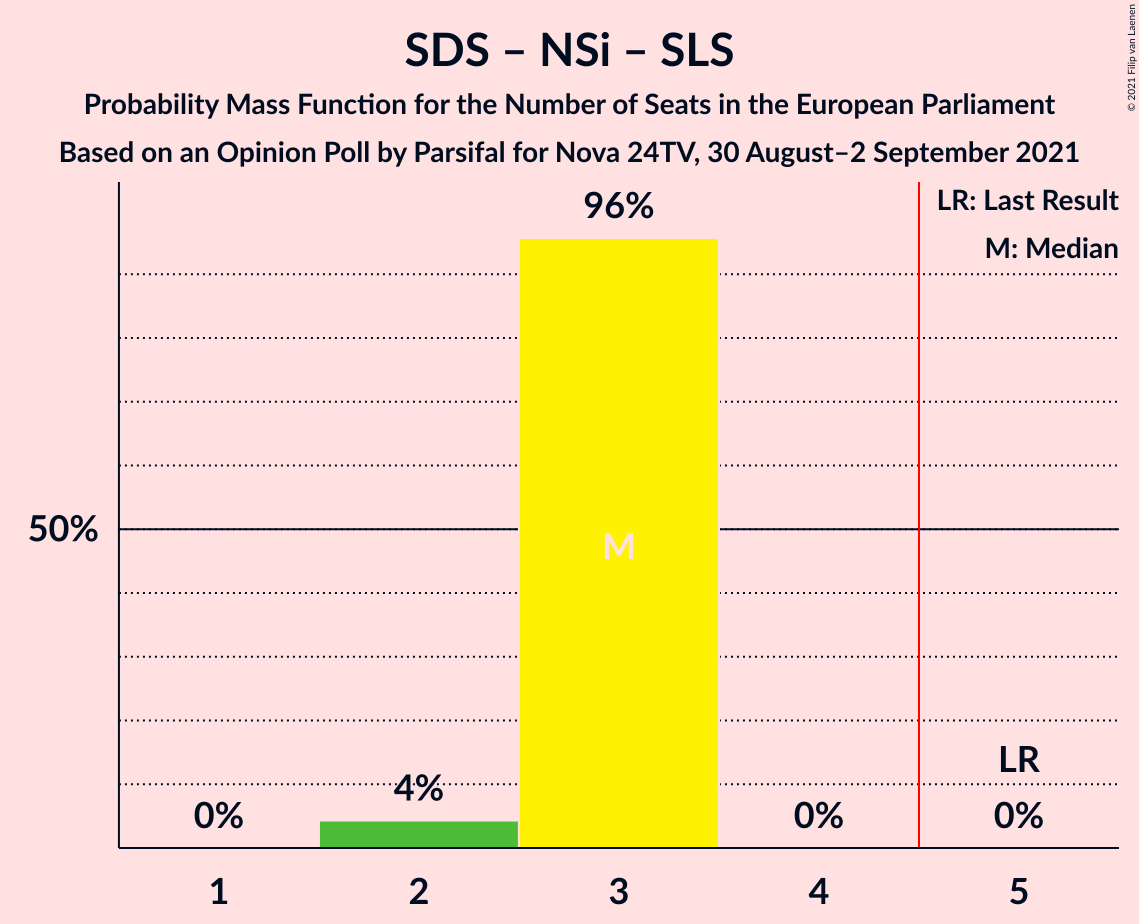 SDS – NSi – SLS
Probability Mass Function for the Number of Seats in the European Parliament
Based on an Opinion Poll by Parsifal for Nova 24TV, 30 August–2 September 2021
© 2021 Filip van Laenen
LR: Last Result
M: Median
96%
50%
M
LR
0%
4%
0%
0%
1
2
3
4
5